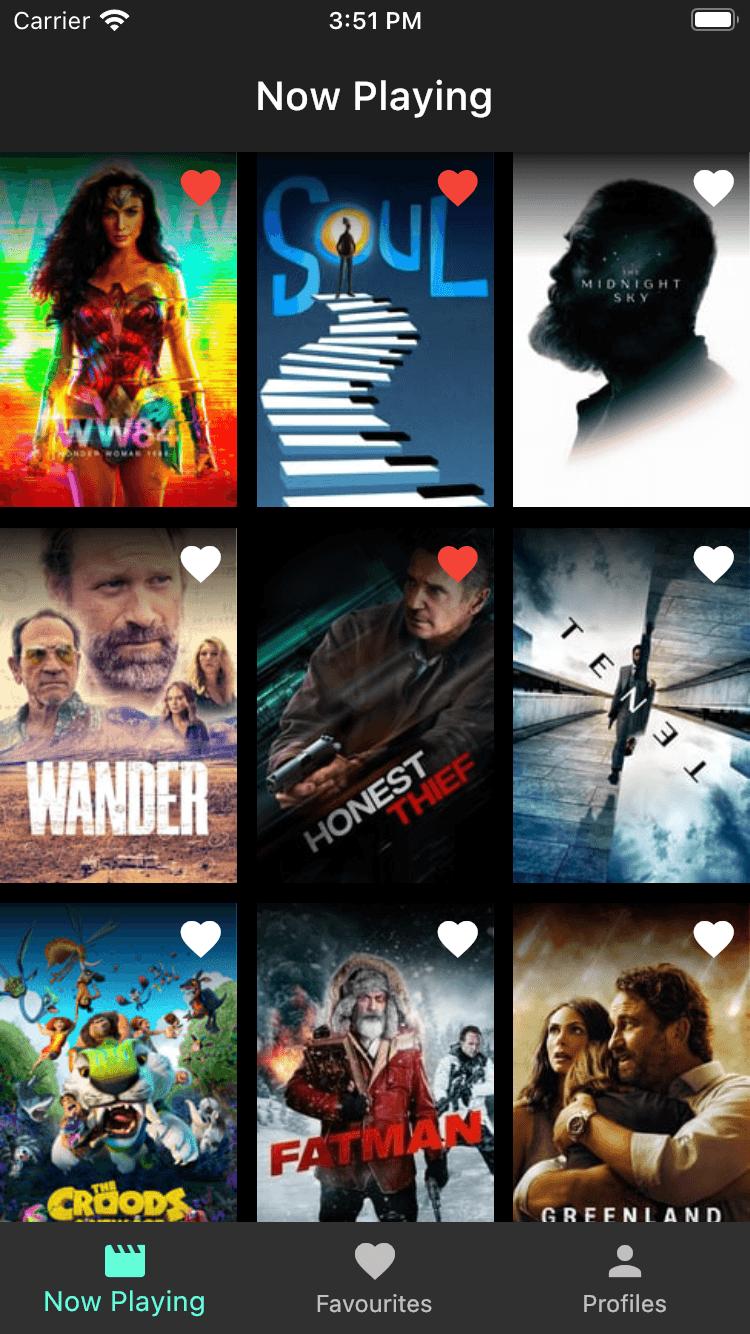 Carrier 3:51 PM
Now Playing
WW84
WONDER WOMAN 1984
SOUL
THE
MIDNIGHT
SKY
WANDER
HONEST
THIEF
TENET
THE
CROODS
FATMAN
GREENLAND
Now Playing
Favourites
Profiles